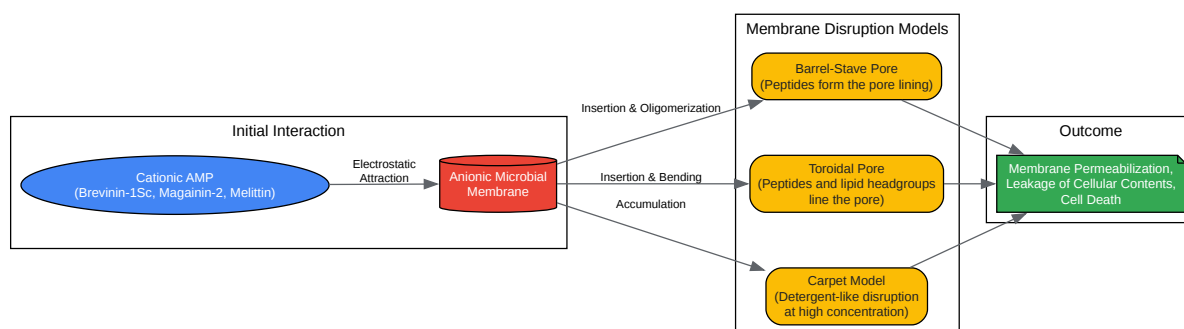 Initial Interaction
Cationic AMP
(Brevinin-1Sc, Magainin-2, Melittin)
Electrostatic
Attraction
Anionic Microbial
Membrane
Insertion & Oligomerization
Insertion & Bending
Accumulation
Membrane Disruption Models
Barrel-Stave Pore
(Peptides form the pore lining)
Toroidal Pore
(Peptides and lipid headgroups
line the pore)
Carpet Model
(Detergent-like disruption
at high concentration)
Outcome
Membrane Permeabilization,
Leakage of Cellular Contents,
Cell Death